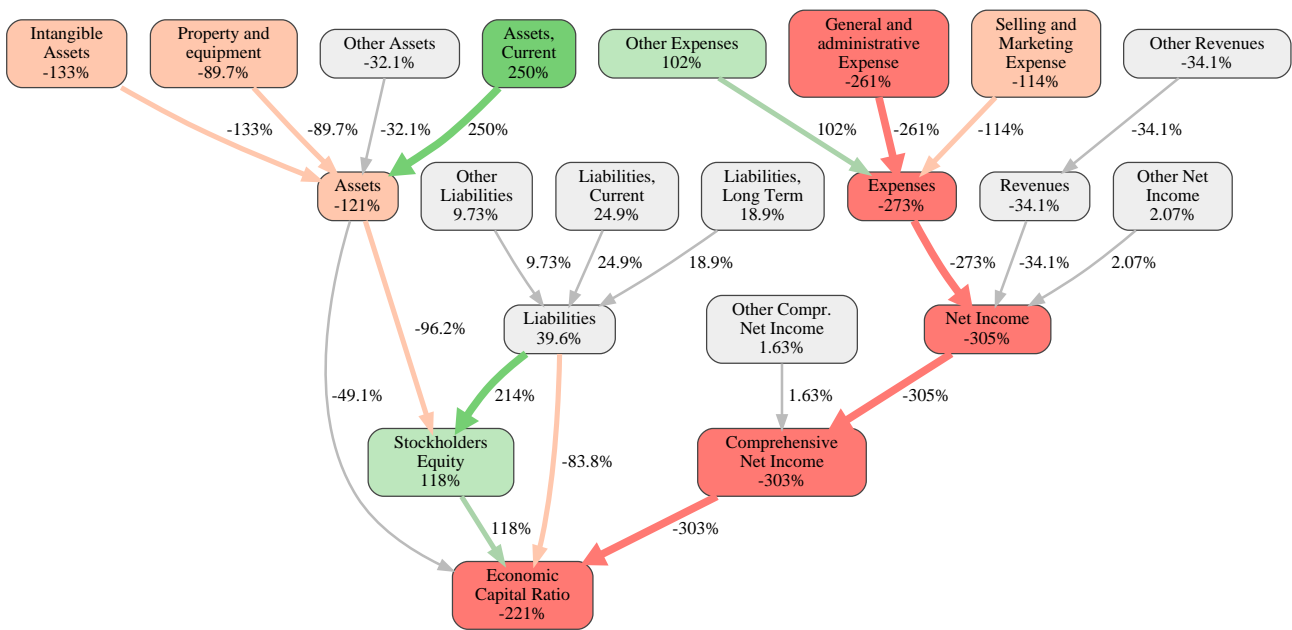 Intangible
Assets
-133%
Property and
equipment
-89.7%
Other Assets
-32.1%
Assets,
Current
250%
Other Expenses
102%
General and
administrative
Expense
-261%
Selling and
Marketing
Expense
-114%
Other Revenues
-34.1%
-133%
-89.7%
-32.1%
250%
102%
-261%
-114%
-34.1%
Assets
-121%
Other
Liabilities
9.73%
Liabilities,
Current
24.9%
Liabilities,
Long Term
18.9%
Expenses
-273%
Revenues
-34.1%
Other Net
Income
2.07%
9.73%
24.9%
18.9%
-273%
-34.1%
2.07%
-96.2%
Liabilities
39.6%
Other Compr.
Net Income
1.63%
Net Income
-305%
-49.1%
214%
1.63%
-305%
Stockholders
Equity
118%
-83.8%
Comprehensive
Net Income
-303%
118%
-303%
Economic
Capital Ratio
-221%